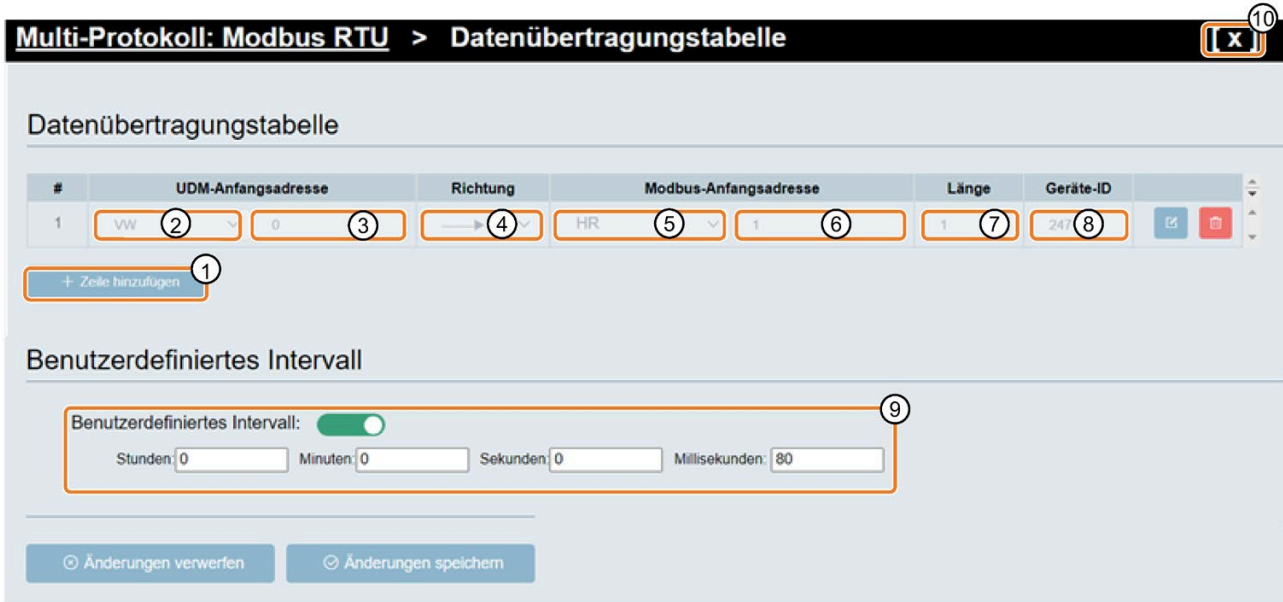 ⑩
Multi-Protokoll: Modbus RTU > Datenübertragungstabelle [ x ]
Datenübertragungstabelle
# UDM-Anfangsadresse Richtung Modbus-Anfangsadresse Länge Geräte-ID
1 VW ② 0 ③ ④ HR ⑤ 1 ⑥ 1 ⑦ 247 ⑧
①
+ Zeile hinzufügen
Benutzerdefiniertes Intervall
⑨
Benutzerdefiniertes Intervall:
Stunden: 0 Minuten: 0 Sekunden: 0 Millisekunden: 80
Änderungen verwerfen Änderungen speichern